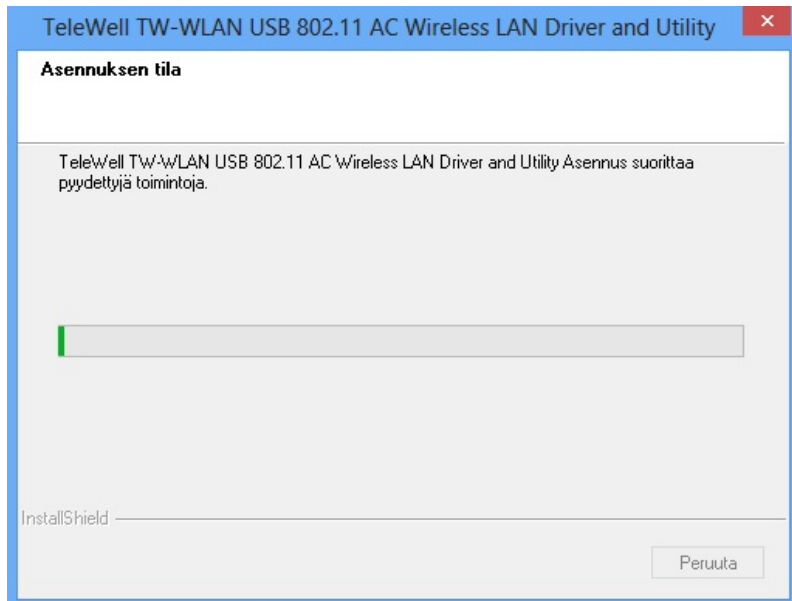 TeleWell TW-WLAN USB 802.11 AC Wireless LAN Driver and Utility
Asennuksen tila
TeleWell TW-WLAN USB 802.11 AC Wireless LAN Driver and Utility Asennus suorittaa
pyydettyjä toimintoja.
InstallShield
Peruuta